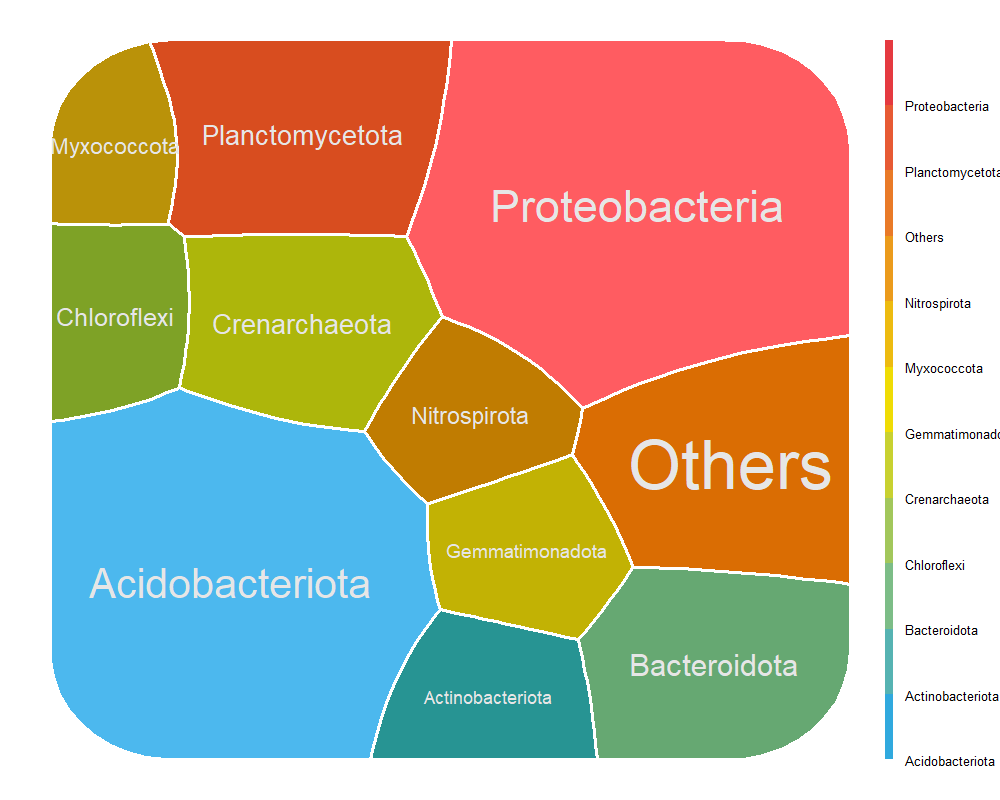 Myxococcota
Planctomycetota
Proteobacteria
Chloroflexi
Crenarchaeota
Nitrospirota
Others
Gemmatimonadota
Acidobacteriota
Actinobacteriota
Bacteroidota
Proteobacteria
Planctomycetota
Others
Nitrospirota
Myxococcota
Gemmatimonado
Crenarchaeota
Chloroflexi
Bacteroidota
Actinobacteriota
Acidobacteriota